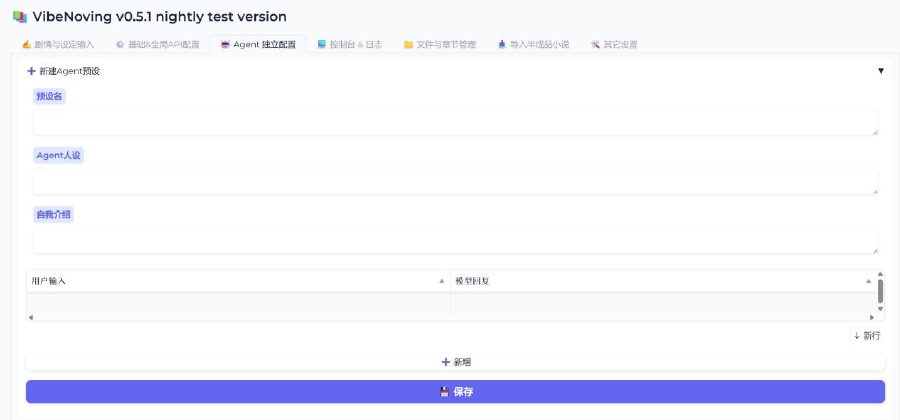 VibeNoving v0.5.1 nightly test version
剧情与设定输入 基础&全局API配置 Agent 独立配置 控制台 & 日志 文件与章节管理 导入半成品小说 其它设置
新建Agent预设
预设名
Agent人设
自我介绍
用户输入 模型回复
新行
新增
保存